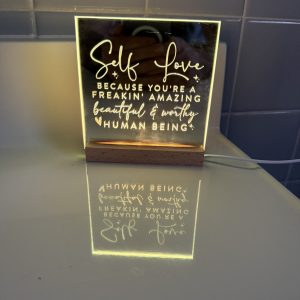 Self Love
BECAUSE YOU'RE A
FREAKIN' AMAZING
beautiful & worthy
HUMAN BEING